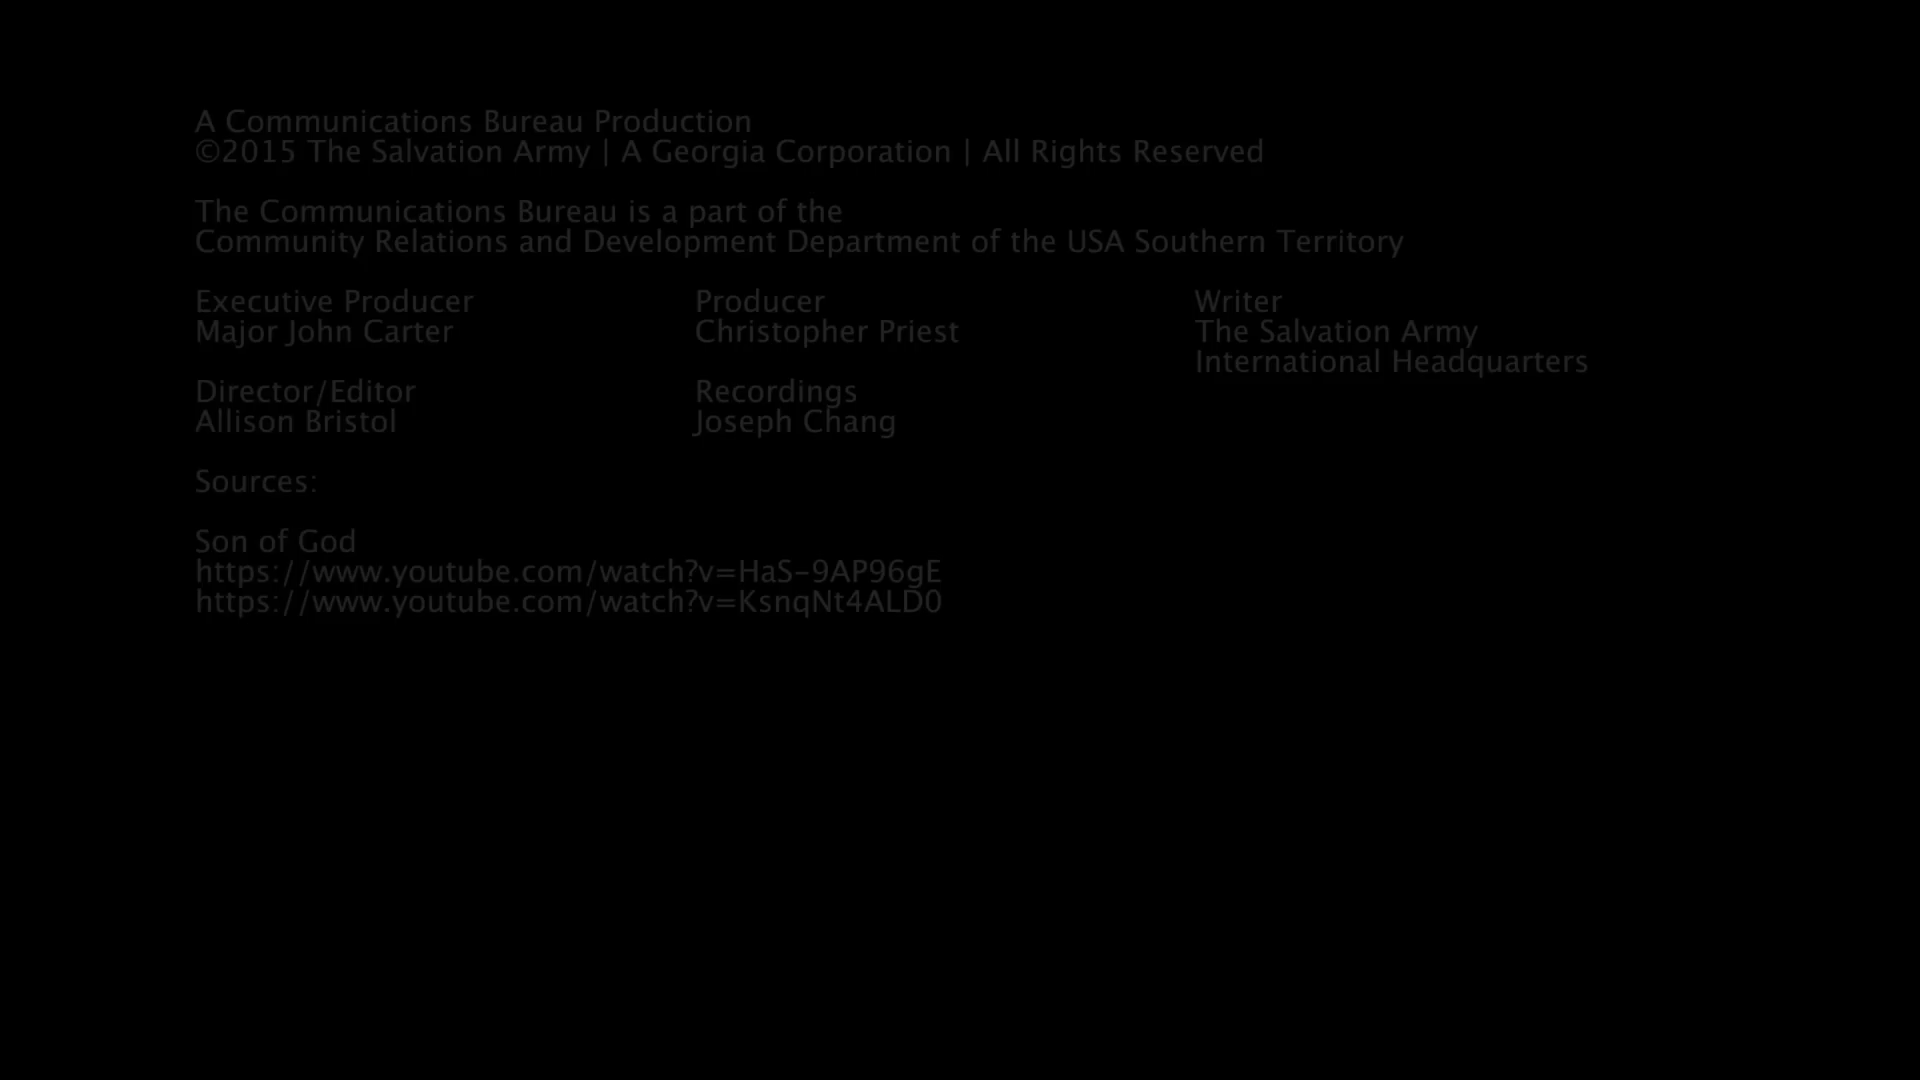 A Communications Bureau Production
©2015 The Salvation Army | A Georgia Corporation | All Rights Reserved
The Communications Bureau is a part of the
Community Relations and Development Department of the USA Southern Territory
Executive Producer
Major John Carter
Producer
Christopher Priest
Writer
The Salvation Army
International Headquarters
Director/Editor
Allison Bristol
Recordings
Joseph Chang
Sources:
Son of God
https://www.youtube.com/watch?v=HaS-9AP96gE
https://www.youtube.com/watch?v=KsnqNt4ALD0